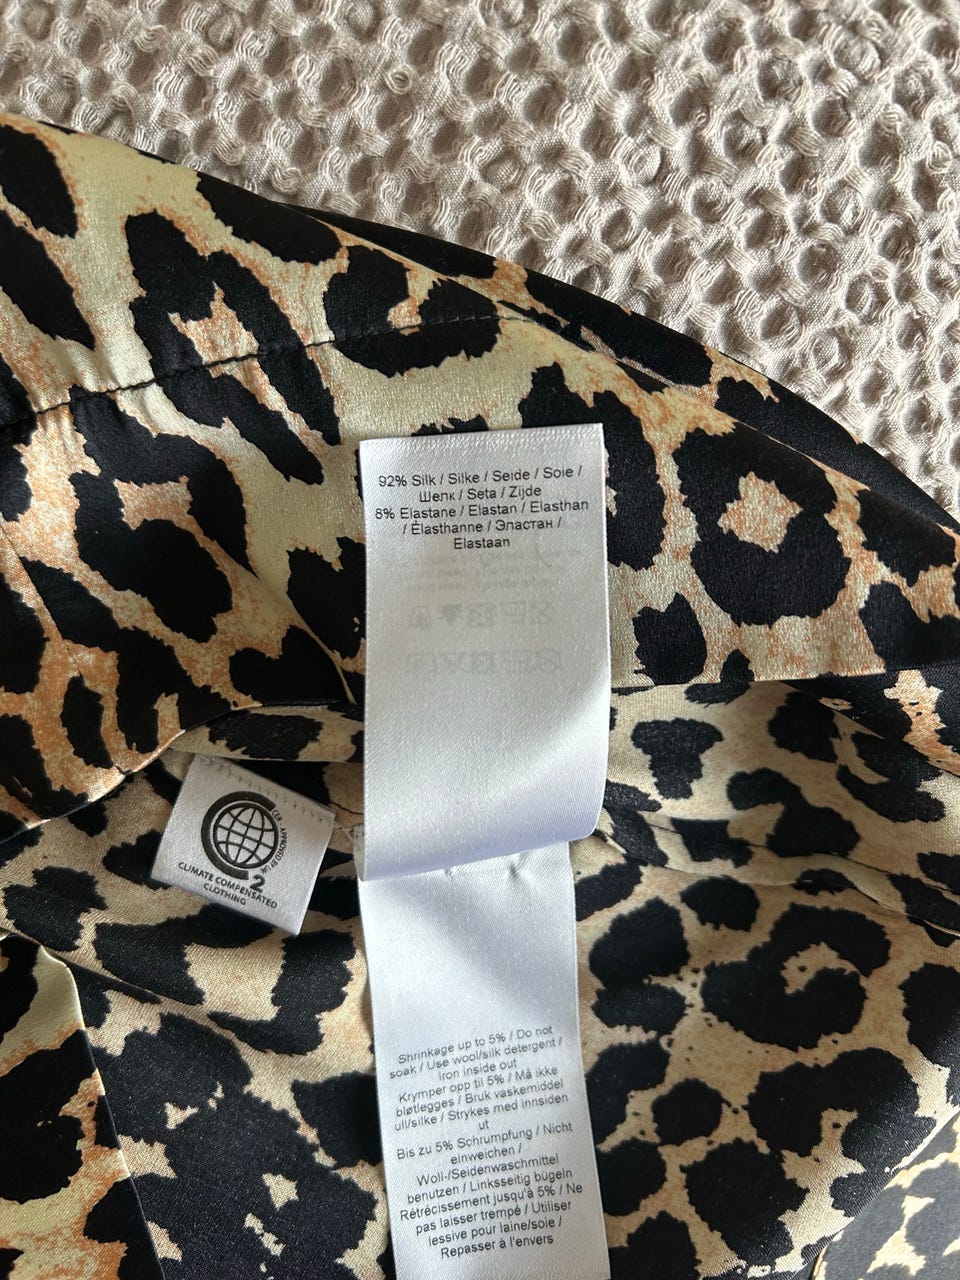 92% Silk / Silke / Seide / Soie /
Шелк / Seta / Zijde
8% Elastane / Elastan / Elasthan
/ Élasthanne / Эластан /
Elastaan
CLIMATE COMPENSATED
CLOTHING
2
Shrinkage up to 5% / Do not
soak / Use wool/silk detergent /
Iron inside out
Krymper opp til 5% / Må ikke
bløtlegges / Bruk vaskemiddel
ull/silke / Strykes med innsiden
ut
Bis zu 5% Schrumpfung / Nicht
einweichen /
Woll-/Seidenwaschmittel
benutzen / Linksseitig bügeln
Rétrécissement jusqu'à 5% / Ne
pas laisser trempé / Utiliser
lessive pour laine/soie /
Repasser à l'envers